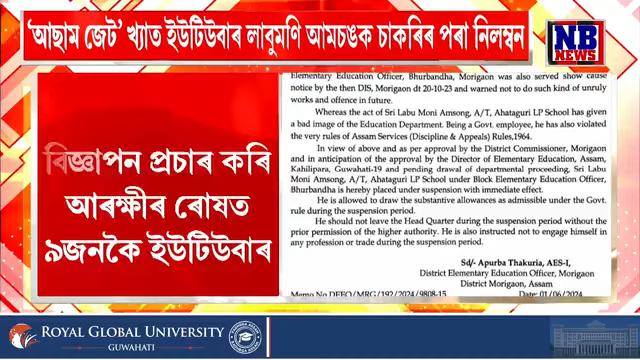 ‘আছাম জেট’ খ্যাত ইউটিউবাৰ লাবুমণি আমচঙক চাকৰিৰ পৰা নিলম্বন
NB
NEWS
বিজ্ঞাপন প্ৰচাৰ কৰি
আৰক্ষীৰ ৰোষত
৯জনকৈ ইউটিউবাৰ
Elementary Education Officer, Bhurbandha, Morigaon was also served show cause
notice by the then DIS, Morigaon dt 20-10-23 and warned not to do such kind of unruly
works and offence in future.
Whereas the act of Sri Labu Moni Amsong, A/T, Ahataguri LP School has given
a bad image of the Education Department. Being a Govt. employee, he has also violated
the very rules of Assam Services (Discipline & Appeals) Rules,1964.
In view of above and as per approval by the District Commissioner, Morigaon
and in anticipation of the approval by the Director of Elementary Education, Assam,
Kahilipara, Guwahati-19 and pending drawal of departmental proceeding, Sri Labu
Moni Amsong, A/T, Ahataguri LP School under Block Elementary Education Officer,
Bhurbandha is hereby placed under suspension with immediate effect.
He is allowed to draw the substantive allowances as admissible under the Govt.
rule during the suspension period.
He should not leave the Head Quarter during the suspension period without the
prior permission of the higher authority. He is also instructed not to engage himself in
any profession or trade during the suspension period.
Sd/- Apurba Thakuria, AES-I,
District Elementary Education Officer, Morigaon
District Morigaon, Assam
Memo No DEEO/MRG/192/2024/9808-15 Date: 01/06/2024
ROYAL GLOBAL UNIVERSITY
GUWAHATI